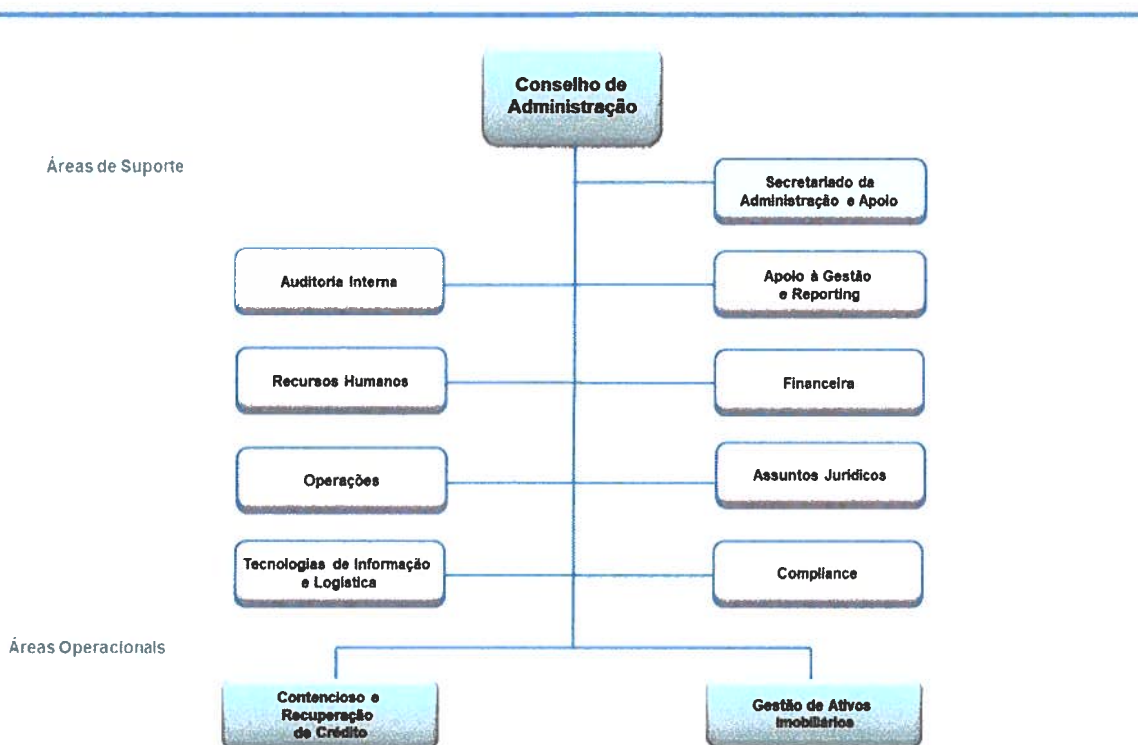 Conselho de
Administração
Áreas de Suporte
Secretariado da
Administração e Apoio
Auditoria Interna
Apoio à Gestão
e Reporting
Recursos Humanos
Financeira
Operações
Assuntos Jurídicos
Tecnologias de Informação
e Logística
Compliance
Áreas Operacionais
Contencioso e
Recuperação
de Crédito
Gestão de Ativos
Imobiliários